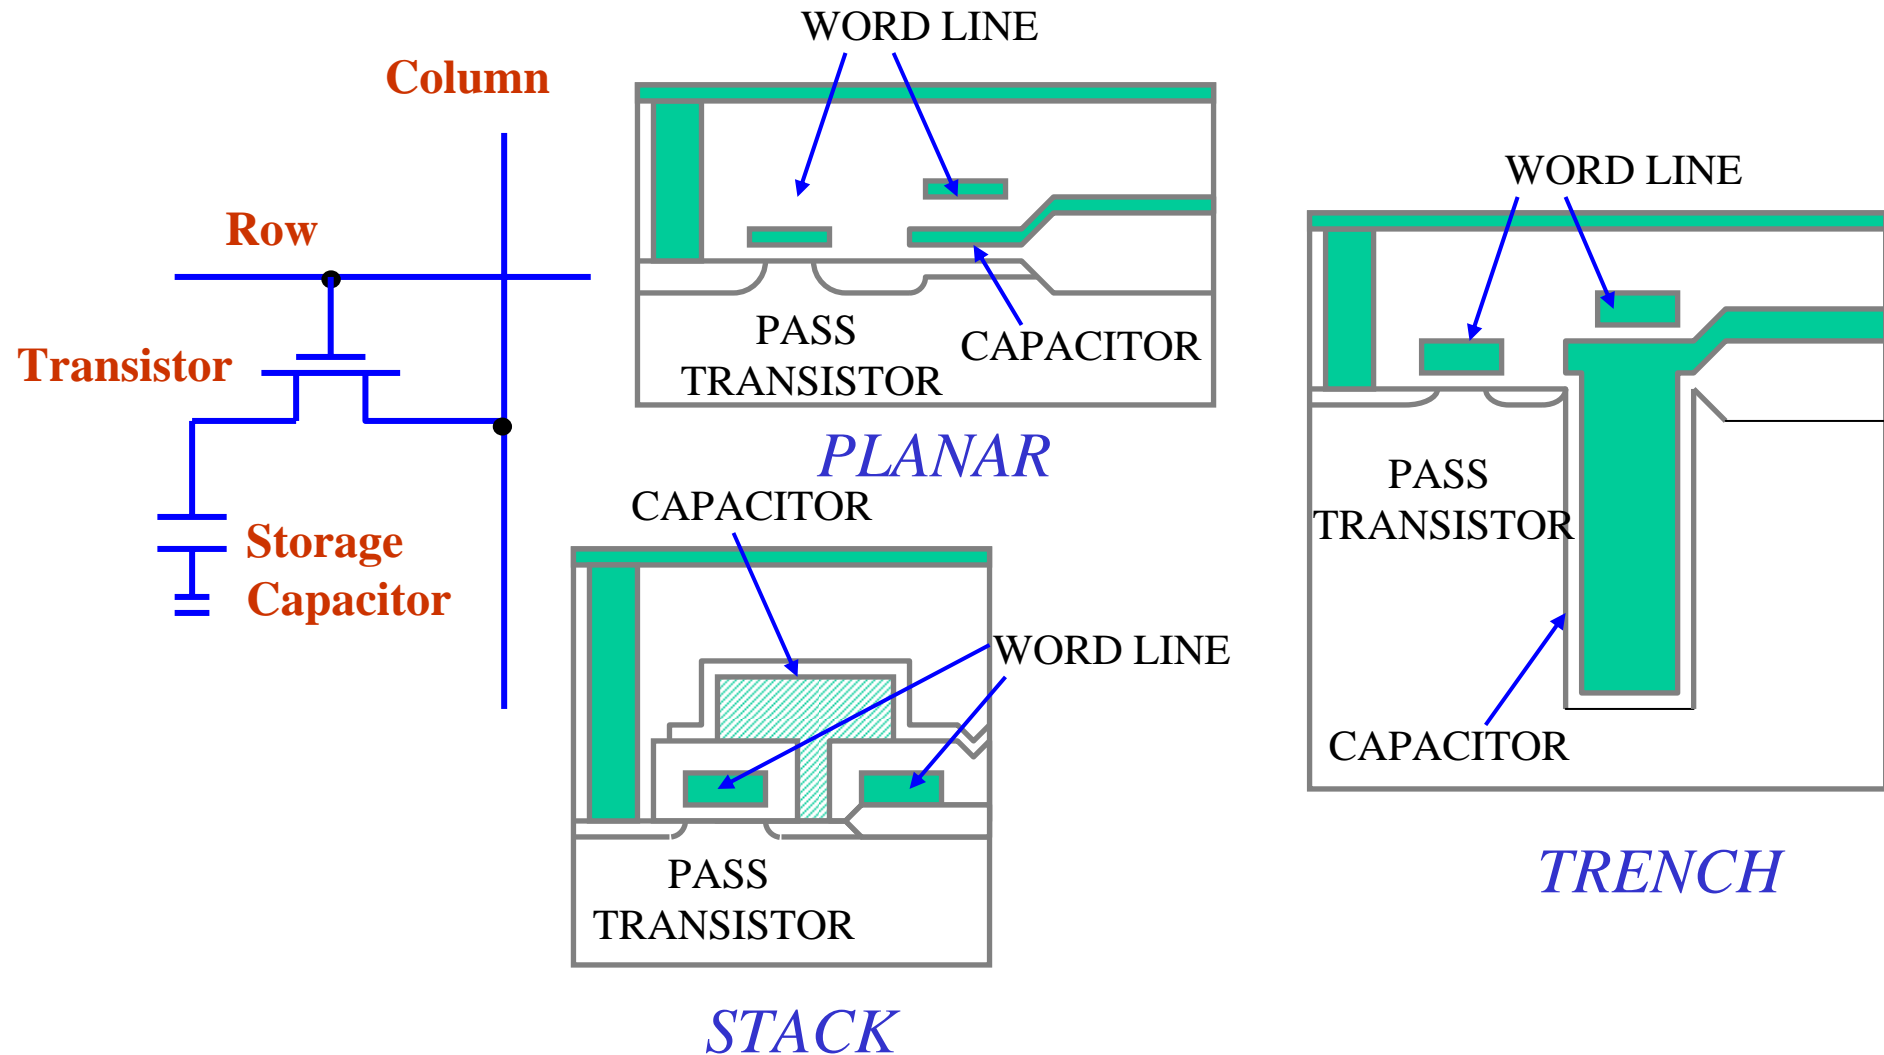 Column
Row
Transistor
Storage
Capacitor
WORD LINE
PASS
TRANSISTOR
CAPACITOR
PLANAR
CAPACITOR
WORD LINE
PASS
TRANSISTOR
STACK
WORD LINE
PASS
TRANSISTOR
CAPACITOR
TRENCH